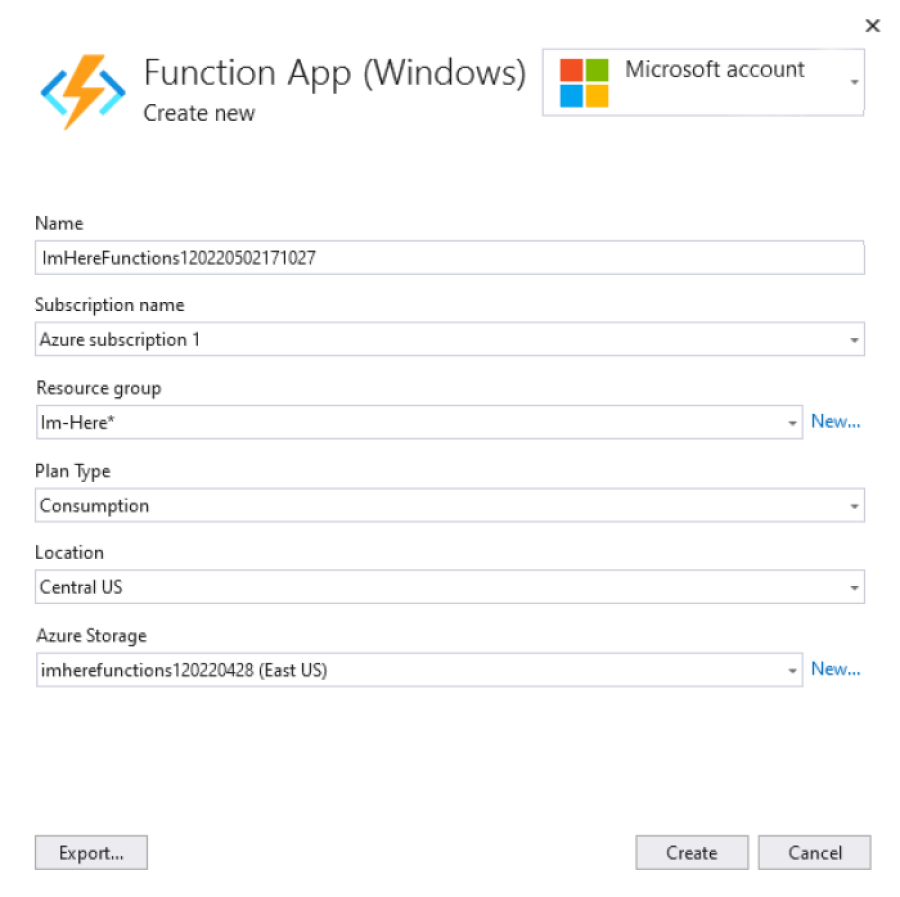 Function App (Windows)
Create new
Microsoft account
Name
ImHereFunctions120220502171027
Subscription name
Azure subscription 1
Resource group
Im-Here*
New...
Plan Type
Consumption
Location
Central US
Azure Storage
imherefunctions120220428 (East US)
New...
Export...
Create
Cancel